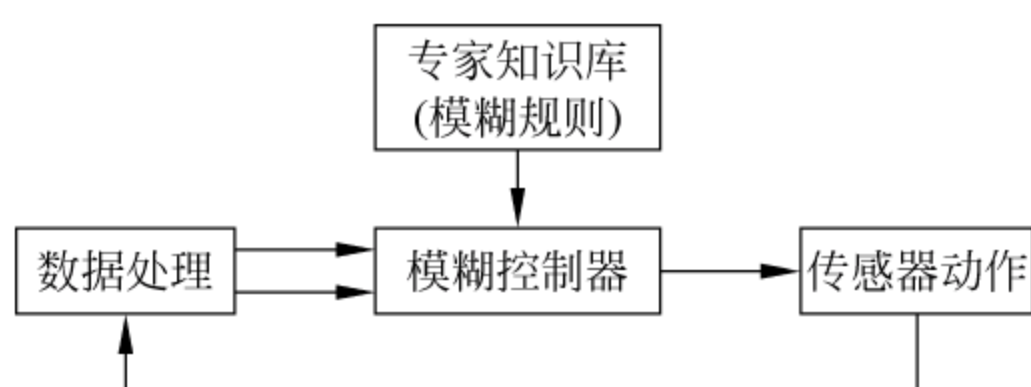 专家知识库
(模糊规则)
数据处理
模糊控制器
传感器动作